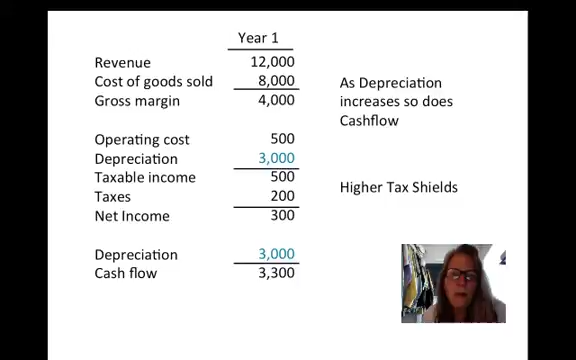 Year 1
Revenue 12,000
Cost of goods sold 8,000
Gross margin 4,000
Operating cost 500
Depreciation 3,000
Taxable income 500
Taxes 200
Net Income 300
Depreciation 3,000
Cash flow 3,300
As Depreciation
increases so does
Cashflow
Higher Tax Shields